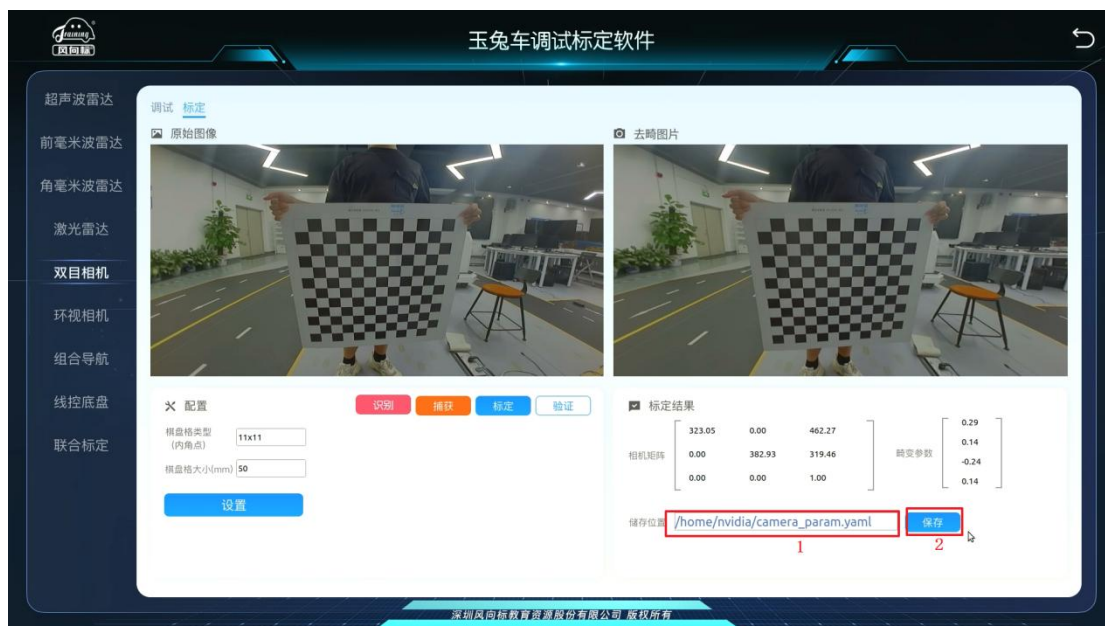 风向标
玉兔车调试标定软件
超声波雷达
前毫米波雷达
角毫米波雷达
激光雷达
双目相机
环视相机
组合导航
线控底盘
联合标定
调试 标定
原始图像
去畸图片
配置
识别 捕获 标定 验证
棋盘格类型
(内角点)
11x11
棋盘格大小(mm) 50
设置
标定结果
相机矩阵
323.05 0.00 462.27
0.00 382.93 319.46
0.00 0.00 1.00
畸变参数
0.29
0.14
-0.24
0.14
储存位置 /home/nvidia/camera_param.yaml 保存
1 2
深圳风向标教育资源股份有限公司 版权所有